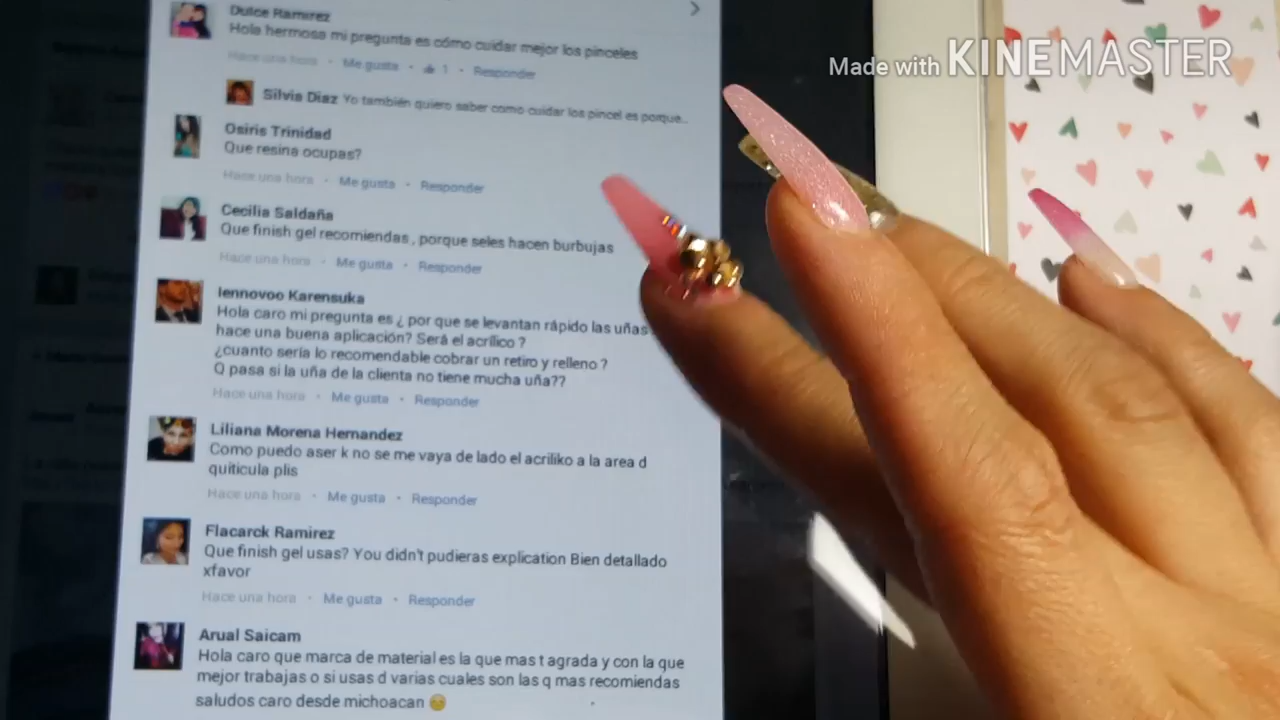 Dulce Ramirez
Hola hermosa mi pregunta es cómo cuidar mejor los pinceles
Hace una hora · Me gusta · 1 · Responder
Silvia Diaz Yo también quiero saber como cuidar los pincel es porque..
Osiris Trinidad
Que resina ocupas?
Hace una hora · Me gusta · Responder
Cecilia Saldaña
Que finish gel recomiendas , porque seles hacen burbujas
Hace una hora · Me gusta · Responder
Iennovoo Karensuka
Hola caro mi pregunta es ¿ por que se levantan rápido las uñas
hace una buena aplicación? Será el acrílico ?
¿cuanto sería lo recomendable cobrar un retiro y relleno ?
Q pasa si la uña de la clienta no tiene mucha uña??
Hace una hora · Me gusta · Responder
Liliana Morena Hernandez
Como puedo aser k no se me vaya de lado el acriliko a la area d
quiticula plis
Hace una hora · Me gusta · Responder
Flacarck Ramirez
Que finish gel usas? You didn't pudieras explication Bien detallado
xfavor
Hace una hora · Me gusta · Responder
Arual Saicam
Hola caro que marca de material es la que mas t agrada y con la que
mejor trabajas o si usas d varias cuales son las q mas recomiendas
saludos caro desde michoacan
Made with KINEMASTER